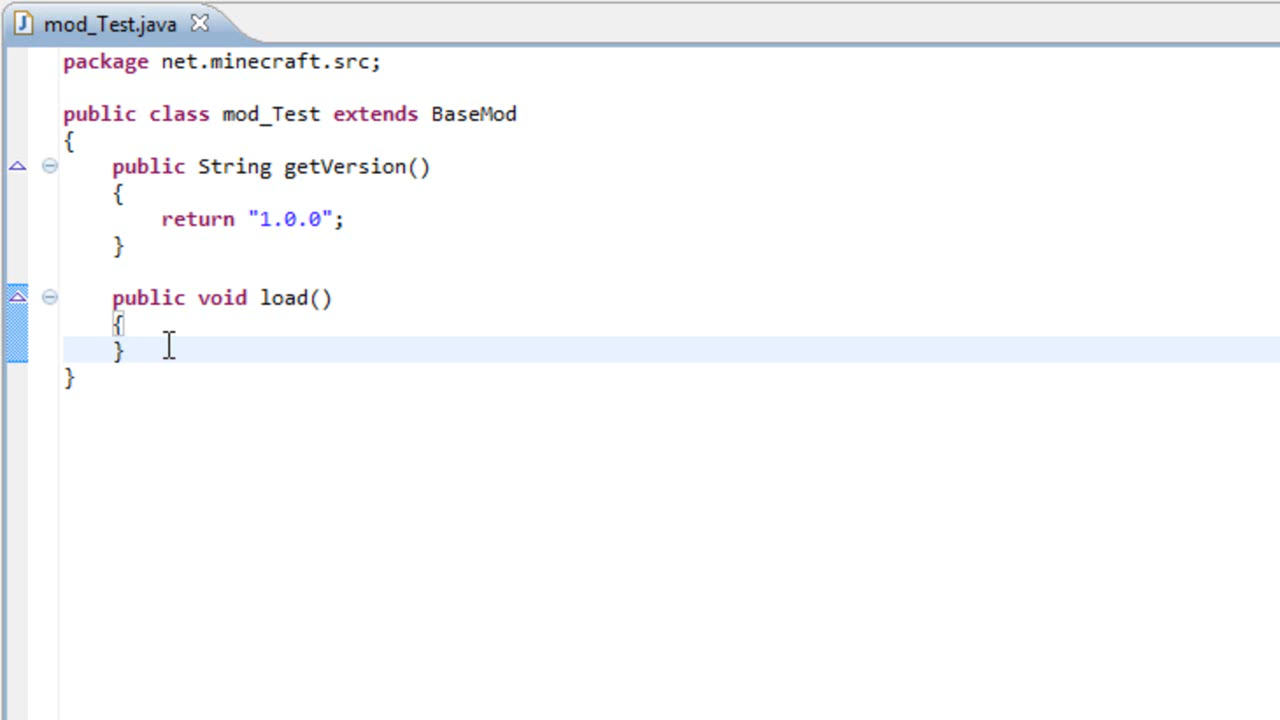 mod_Test.java
package net.minecraft.src;
public class mod_Test extends BaseMod
{
public String getVersion()
{
return "1.0.0";
}
public void load()
{
}
}